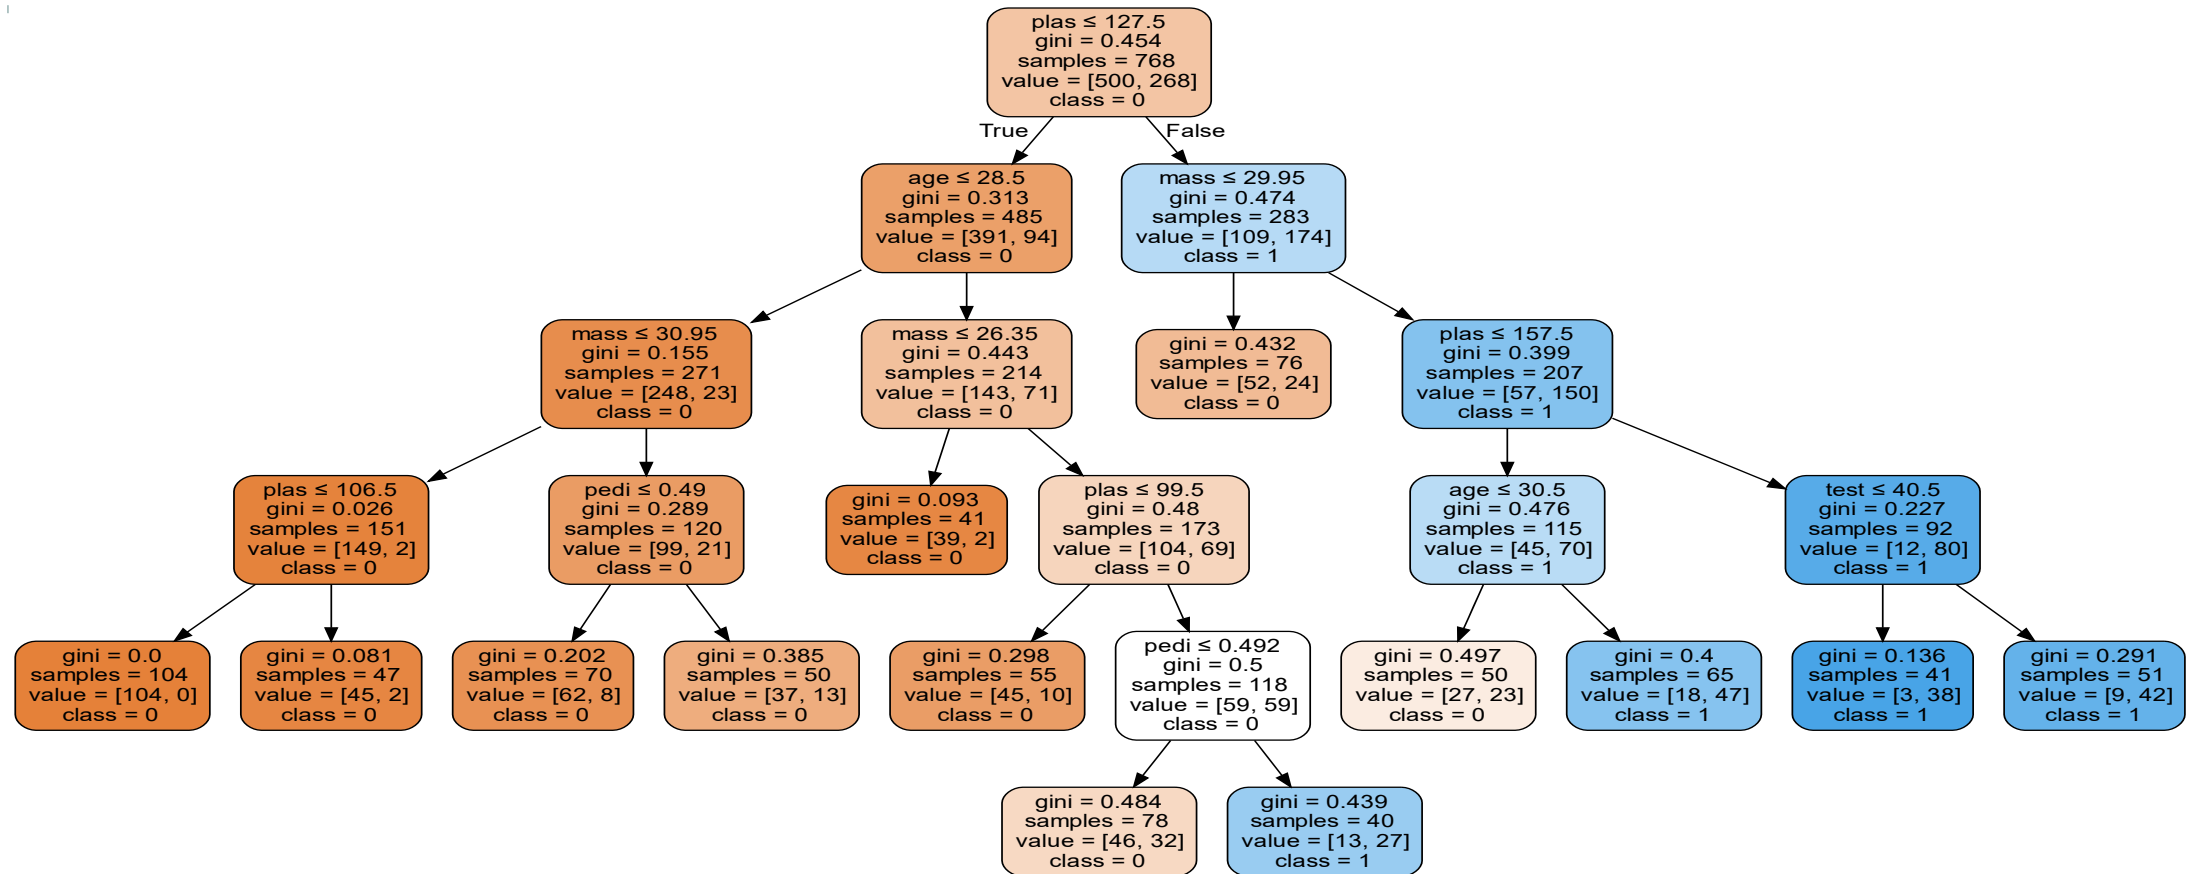 plas ≤ 127.5
gini = 0.454
samples = 768
value = [500, 268]
class = 0
True
False
age ≤ 28.5
gini = 0.313
samples = 485
value = [391, 94]
class = 0
mass ≤ 29.95
gini = 0.474
samples = 283
value = [109, 174]
class = 1
mass ≤ 30.95
gini = 0.155
samples = 271
value = [248, 23]
class = 0
mass ≤ 26.35
gini = 0.443
samples = 214
value = [143, 71]
class = 0
gini = 0.432
samples = 76
value = [52, 24]
class = 0
plas ≤ 157.5
gini = 0.399
samples = 207
value = [57, 150]
class = 1
plas ≤ 106.5
gini = 0.026
samples = 151
value = [149, 2]
class = 0
pedi ≤ 0.49
gini = 0.289
samples = 120
value = [99, 21]
class = 0
gini = 0.093
samples = 41
value = [39, 2]
class = 0
plas ≤ 99.5
gini = 0.48
samples = 173
value = [104, 69]
class = 0
age ≤ 30.5
gini = 0.476
samples = 115
value = [45, 70]
class = 1
test ≤ 40.5
gini = 0.227
samples = 92
value = [12, 80]
class = 1
gini = 0.0
samples = 104
value = [104, 0]
class = 0
gini = 0.081
samples = 47
value = [45, 2]
class = 0
gini = 0.202
samples = 70
value = [62, 8]
class = 0
gini = 0.385
samples = 50
value = [37, 13]
class = 0
gini = 0.298
samples = 55
value = [45, 10]
class = 0
pedi ≤ 0.492
gini = 0.5
samples = 118
value = [59, 59]
class = 0
gini = 0.497
samples = 50
value = [27, 23]
class = 0
gini = 0.4
samples = 65
value = [18, 47]
class = 1
gini = 0.136
samples = 41
value = [3, 38]
class = 1
gini = 0.291
samples = 51
value = [9, 42]
class = 1
gini = 0.484
samples = 78
value = [46, 32]
class = 0
gini = 0.439
samples = 40
value = [13, 27]
class = 1